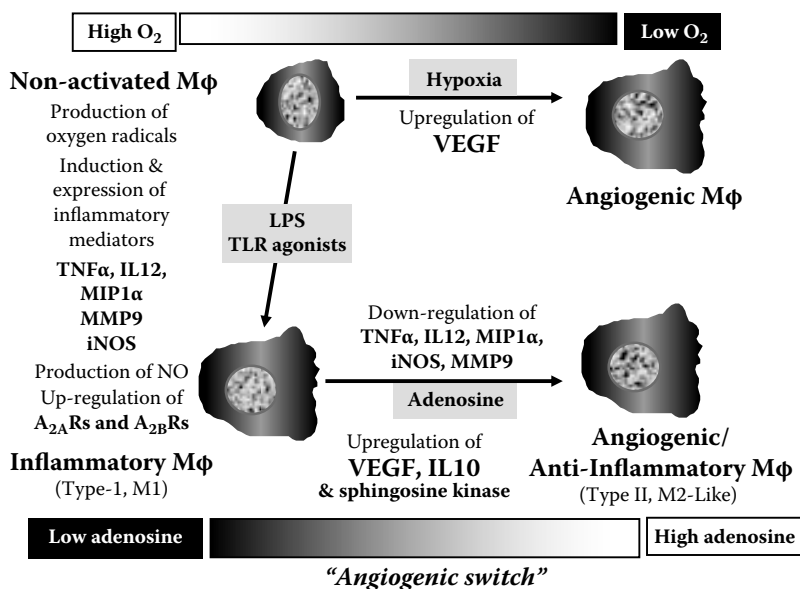 High O₂
Low O₂
Non-activated Mϕ
Production of
oxygen radicals
Induction &
expression of
inflammatory
mediators
TNFα, IL12,
MIP1α
MMP9
iNOS
Production of NO
Up-regulation of
A₂ARs and A₂BRs
Inflammatory Mϕ
(Type-1, M1)
Hypoxia
Upregulation of
VEGF
Angiogenic Mϕ
LPS
TLR agonists
Down-regulation of
TNFα, IL12, MIP1α,
iNOS, MMP9
Adenosine
Upregulation of
VEGF, IL10
& sphingosine kinase
Angiogenic/
Anti-Inflammatory Mϕ
(Type II, M2-Like)
Low adenosine
High adenosine
“Angiogenic switch”